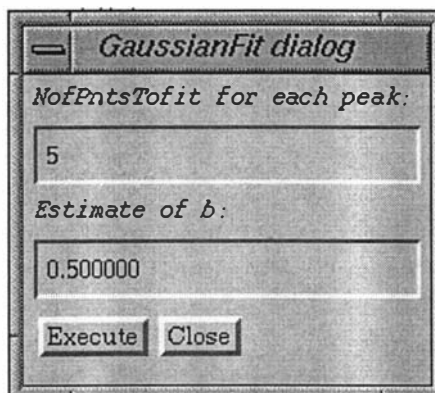 GaussianFit dialog
NofPntsTofit for each peak:
5
Estimate of b:
0.500000
Execute Close